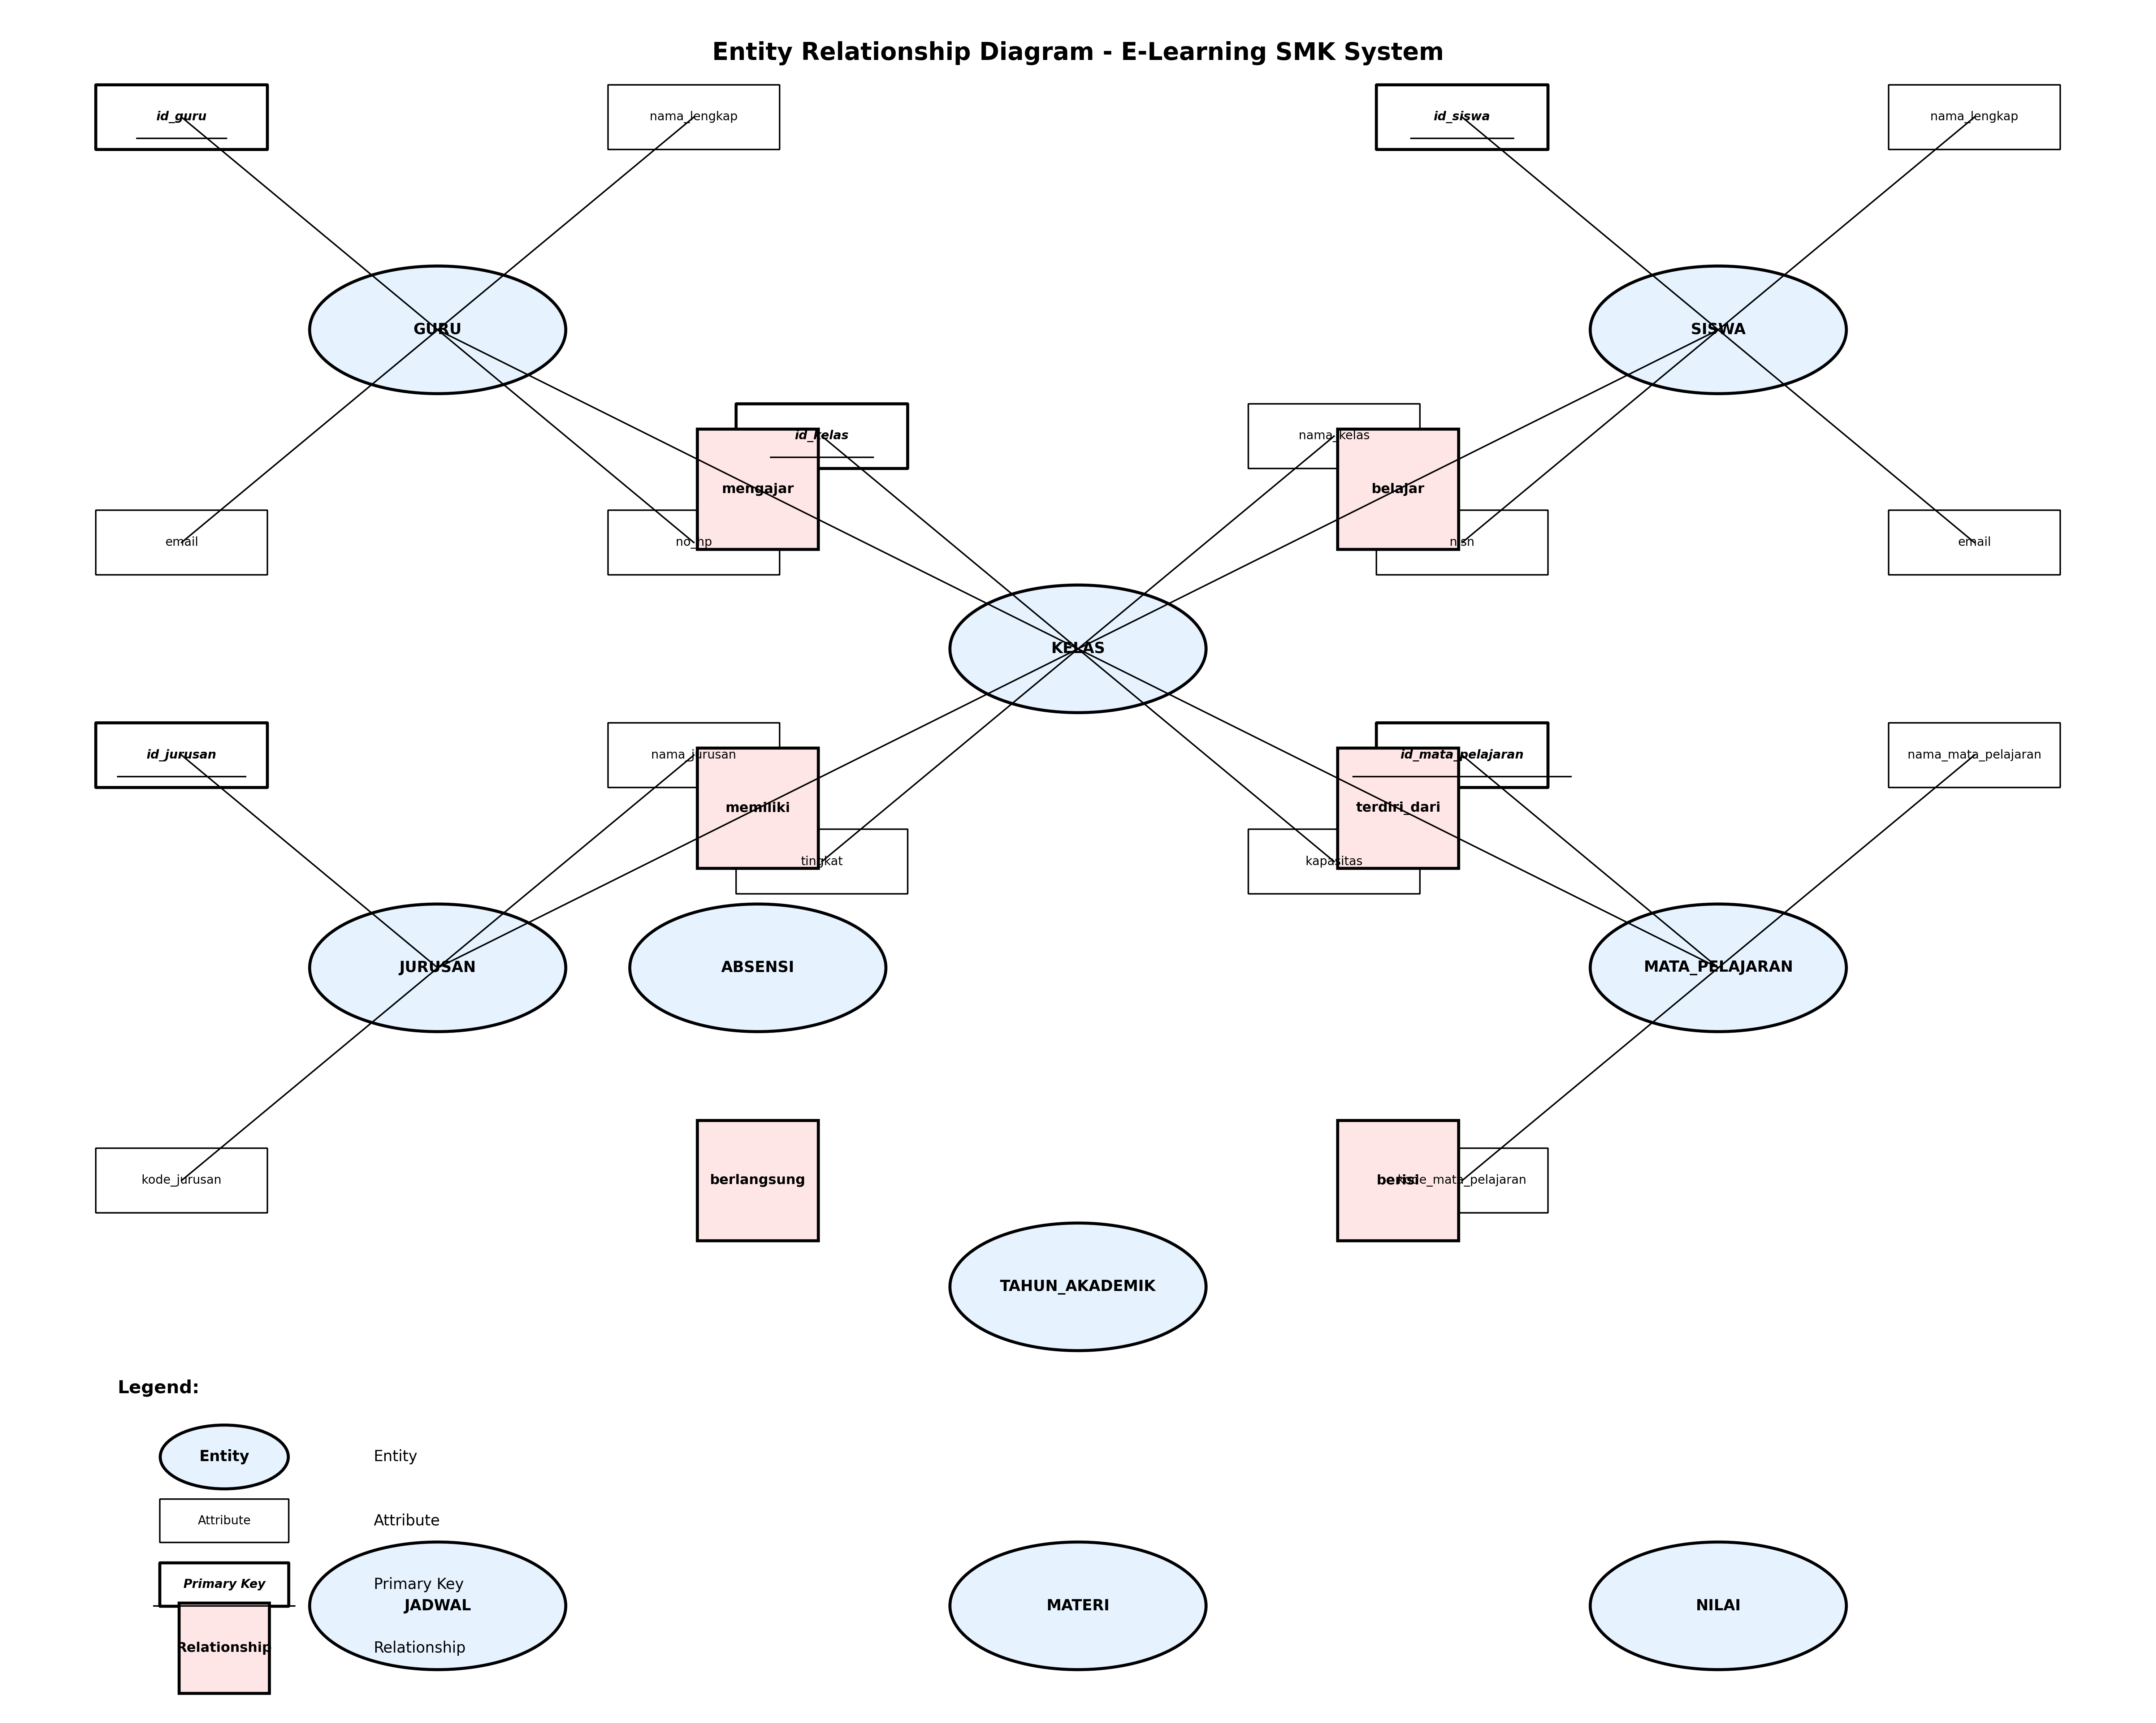 Entity Relationship Diagram - E-Learning SMK System
id_guru
nama_lengkap
id_siswa
nama_lengkap
GURU
SISWA
id_kelas
nama_kelas
mengajar
belajar
email
no_hp
nisn
email
KELAS
id_jurusan
nama_jurusan
id_mata_pelajaran
nama_mata_pelajaran
memiliki
terdiri_dari
tingkat
kapasitas
JURUSAN
ABSENSI
MATA_PELAJARAN
kode_jurusan
berlangsung
berisi
kode_mata_pelajaran
TAHUN_AKADEMIK
Legend:
Entity
Entity
Attribute
Attribute
Primary Key
Primary Key
JADWAL
MATERI
NILAI
Relationship
Relationship